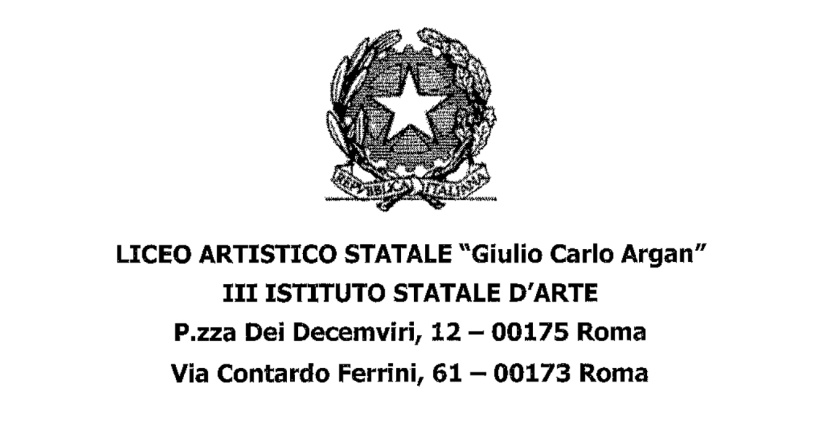 REPVBBLICA ITALIANA
LICEO ARTISTICO STATALE “Giulio Carlo Argan”
III ISTITUTO STATALE D’ARTE
P.zza Dei Decemviri, 12 – 00175 Roma
Via Contardo Ferrini, 61 – 00173 Roma